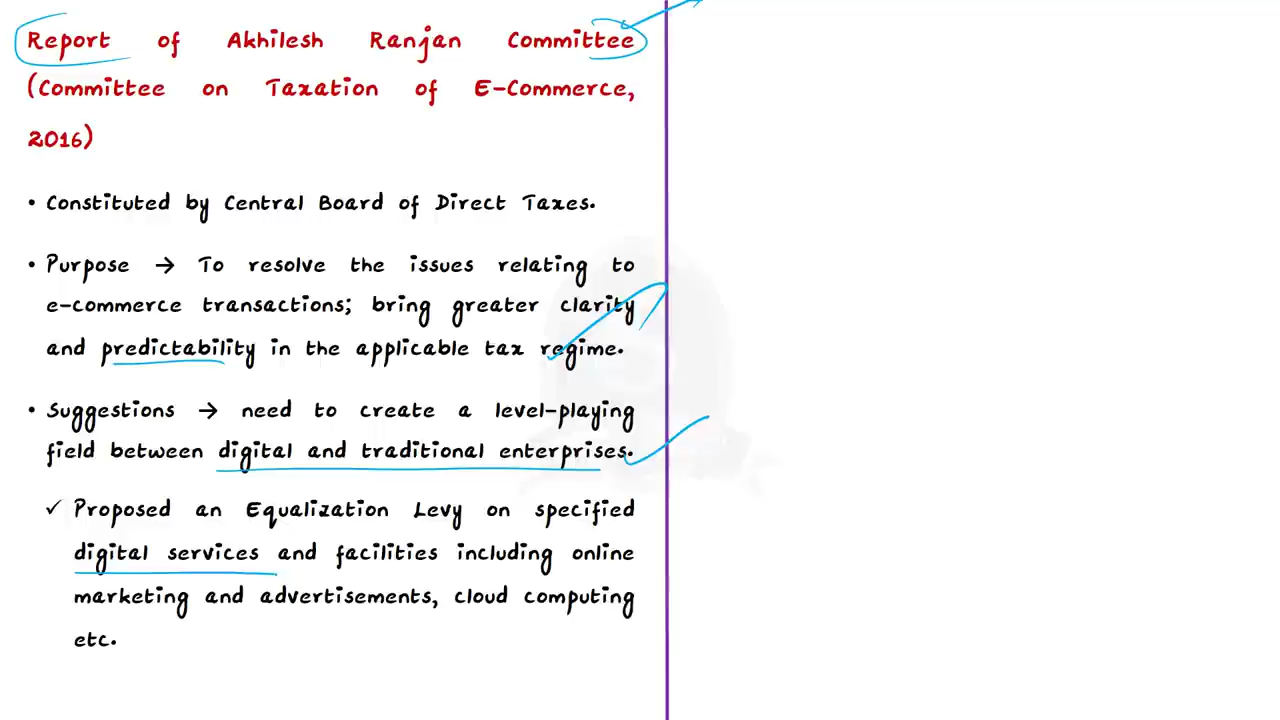 Report of Akhilesh Ranjan Committee
(Committee on Taxation of E-Commerce,
2016)
• Constituted by Central Board of Direct Taxes.
• Purpose → To resolve the issues relating to
e-commerce transactions; bring greater clarity
and predictability in the applicable tax regime.
• Suggestions → need to create a level-playing
field between digital and traditional enterprises.
✓ Proposed an Equalization Levy on specified
digital services and facilities including online
marketing and advertisements, cloud computing
etc.